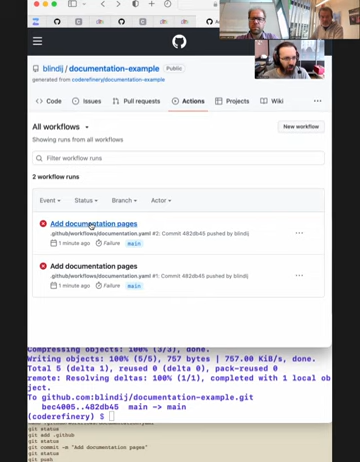 blindij / documentation-example Public
generated from coderefinery/documentation-example
Code Issues Pull requests Actions Projects Wiki
All workflows
New workflow
Showing runs from all workflows
Filter workflow runs
2 workflow runs
Event Status Branch Actor
Add documentation pages
.github/workflows/documentation.yaml #2: Commit 482db45 pushed by blindij
1 minute ago Failure main
Add documentation pages
.github/workflows/documentation.yaml #1: Commit 482db45 pushed by blindij
1 minute ago Failure main
Compressing objects: 100% (3/3), done.
Writing objects: 100% (5/5), 757 bytes | 757.00 KiB/s, done.
Total 5 (delta 1), reused 0 (delta 0), pack-reused 0
remote: Resolving deltas: 100% (1/1), completed with 1 local ob
ject.
To github.com:blindij/documentation-example.git
bec4005..482db45 main -> main
(coderefinery) $
git status
git add .github
git status
git commit -m "Add documentation pages"
git status
git push